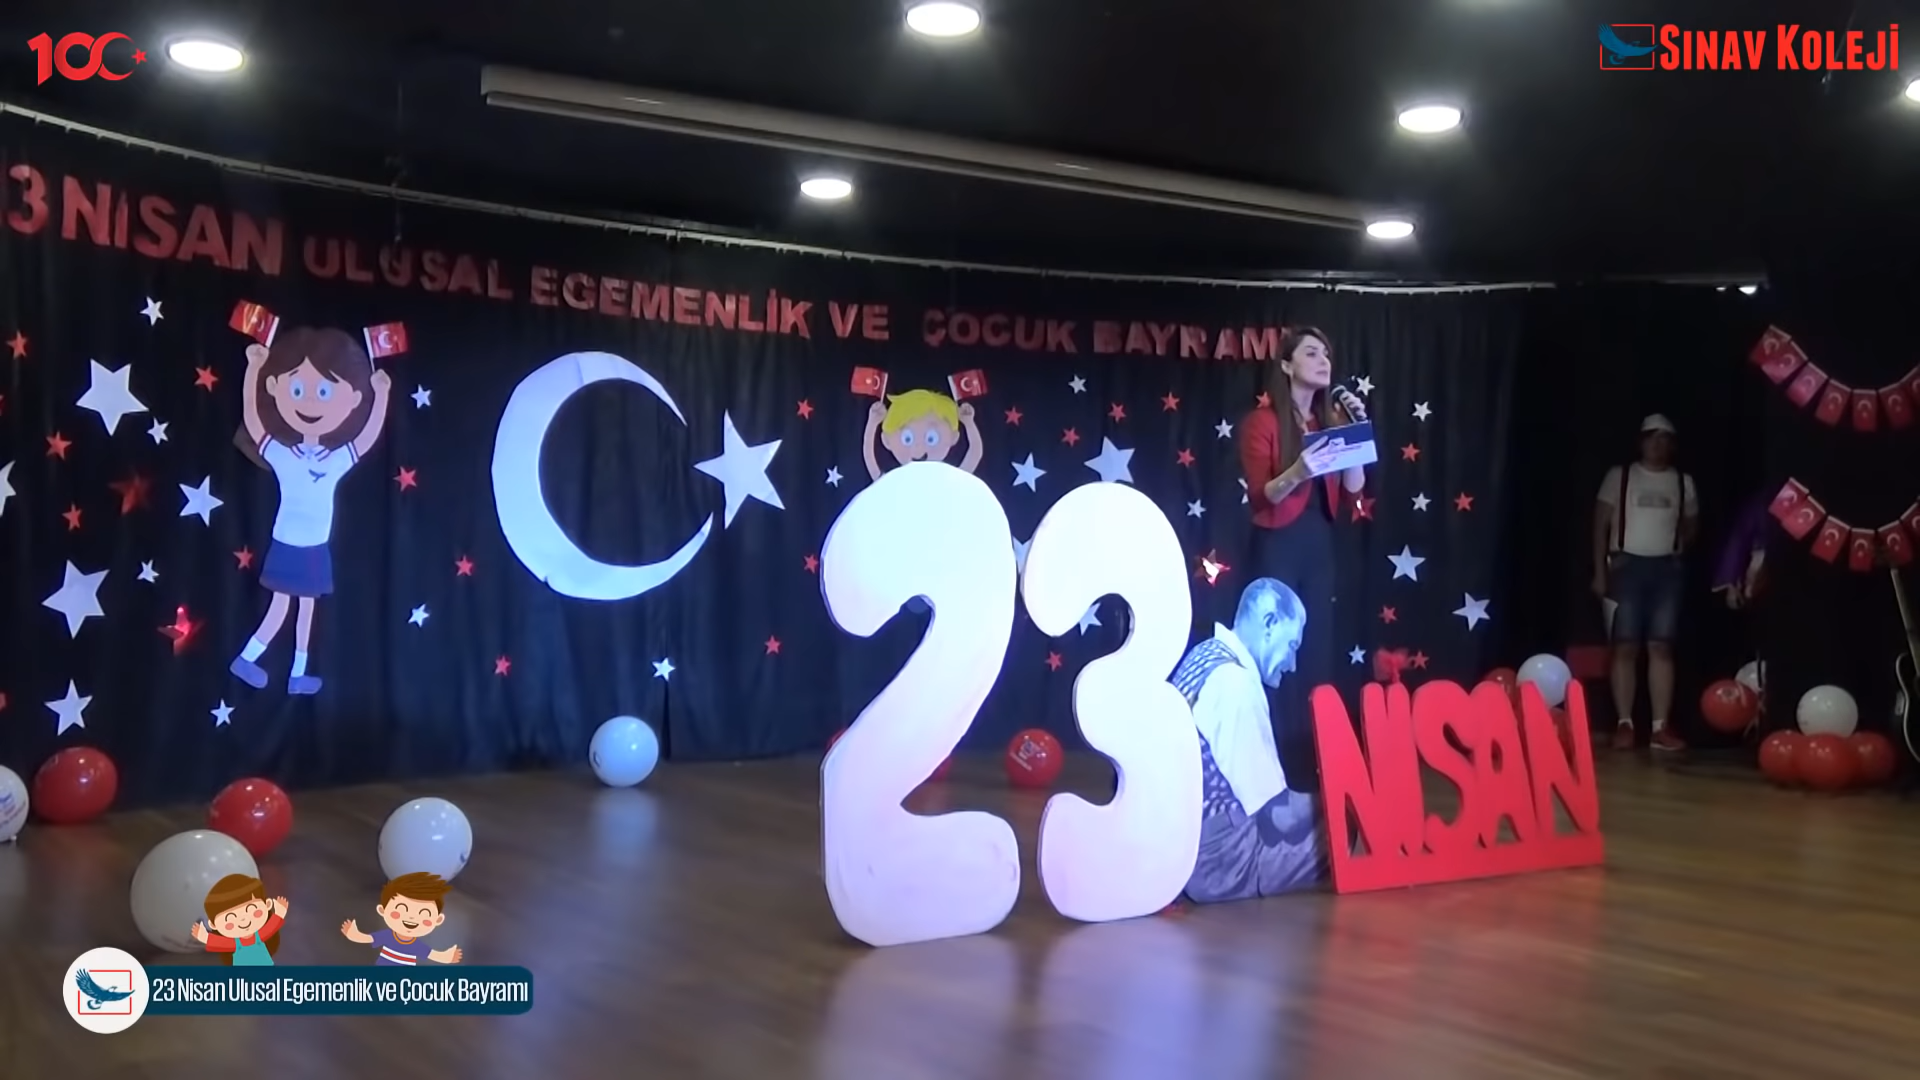 100
SINAV KOLEJİ
23 NİSAN ULUSAL EGEMENLİK VE ÇOCUK BAYRAMI
23
NİSAN
23 Nisan Ulusal Egemenlik ve Çocuk Bayramı